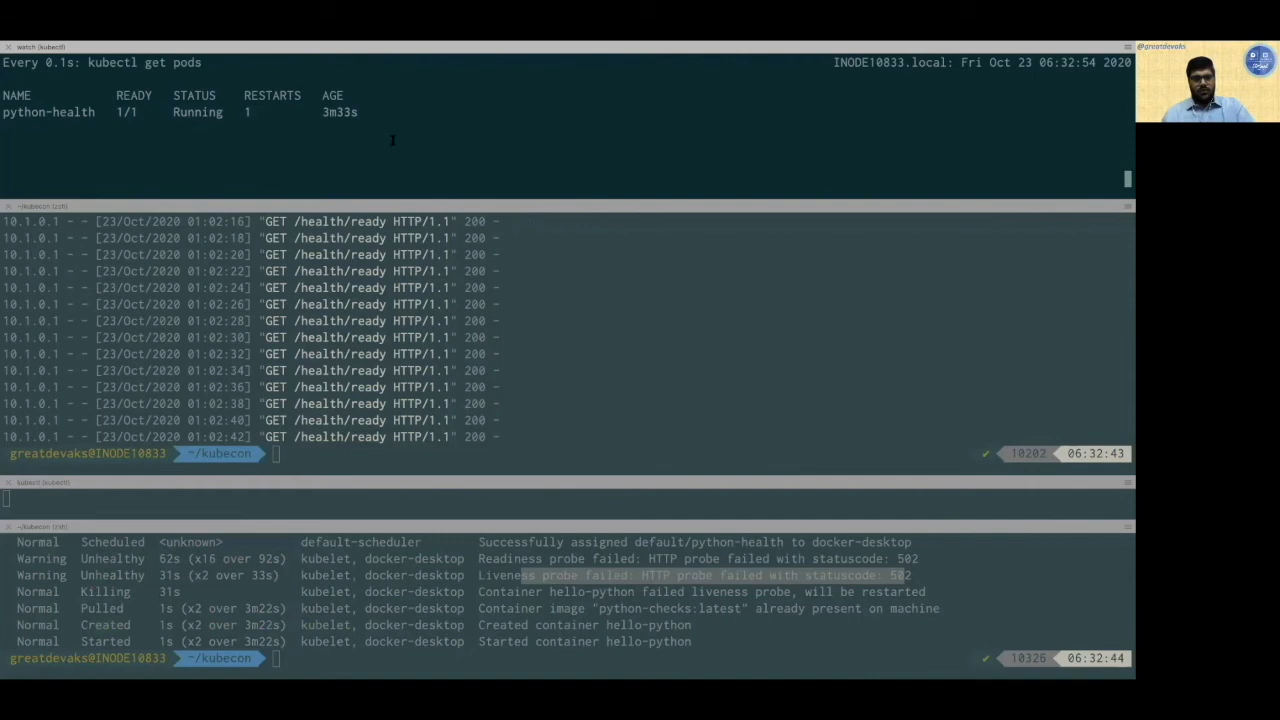 watch (kubectl)
Every 0.1s: kubectl get pods INODE10833.local: Fri Oct 23 06:32:54 2020
NAME READY STATUS RESTARTS AGE
python-health 1/1 Running 1 3m33s
~/kubecon (zsh)
10.1.0.1 - - [23/Oct/2020 01:02:16] "GET /health/ready HTTP/1.1" 200 -
10.1.0.1 - - [23/Oct/2020 01:02:18] "GET /health/ready HTTP/1.1" 200 -
10.1.0.1 - - [23/Oct/2020 01:02:20] "GET /health/ready HTTP/1.1" 200 -
10.1.0.1 - - [23/Oct/2020 01:02:22] "GET /health/ready HTTP/1.1" 200 -
10.1.0.1 - - [23/Oct/2020 01:02:24] "GET /health/ready HTTP/1.1" 200 -
10.1.0.1 - - [23/Oct/2020 01:02:26] "GET /health/ready HTTP/1.1" 200 -
10.1.0.1 - - [23/Oct/2020 01:02:28] "GET /health/ready HTTP/1.1" 200 -
10.1.0.1 - - [23/Oct/2020 01:02:30] "GET /health/ready HTTP/1.1" 200 -
10.1.0.1 - - [23/Oct/2020 01:02:32] "GET /health/ready HTTP/1.1" 200 -
10.1.0.1 - - [23/Oct/2020 01:02:34] "GET /health/ready HTTP/1.1" 200 -
10.1.0.1 - - [23/Oct/2020 01:02:36] "GET /health/ready HTTP/1.1" 200 -
10.1.0.1 - - [23/Oct/2020 01:02:38] "GET /health/ready HTTP/1.1" 200 -
10.1.0.1 - - [23/Oct/2020 01:02:40] "GET /health/ready HTTP/1.1" 200 -
10.1.0.1 - - [23/Oct/2020 01:02:42] "GET /health/ready HTTP/1.1" 200 -
greatdevaks@INODE10833 ~/kubecon ✔ 10202 06:32:43
kubectl (kubectl)
~/kubecon (zsh)
Normal Scheduled <unknown> default-scheduler Successfully assigned default/python-health to docker-desktop
Warning Unhealthy 62s (x16 over 92s) kubelet, docker-desktop Readiness probe failed: HTTP probe failed with statuscode: 502
Warning Unhealthy 31s (x2 over 33s) kubelet, docker-desktop Liveness probe failed: HTTP probe failed with statuscode: 502
Normal Killing 31s kubelet, docker-desktop Container hello-python failed liveness probe, will be restarted
Normal Pulled 1s (x2 over 3m22s) kubelet, docker-desktop Container image "python-checks:latest" already present on machine
Normal Created 1s (x2 over 3m22s) kubelet, docker-desktop Created container hello-python
Normal Started 1s (x2 over 3m22s) kubelet, docker-desktop Started container hello-python
greatdevaks@INODE10833 ~/kubecon ✔ 10326 06:32:44
@greatdevaks